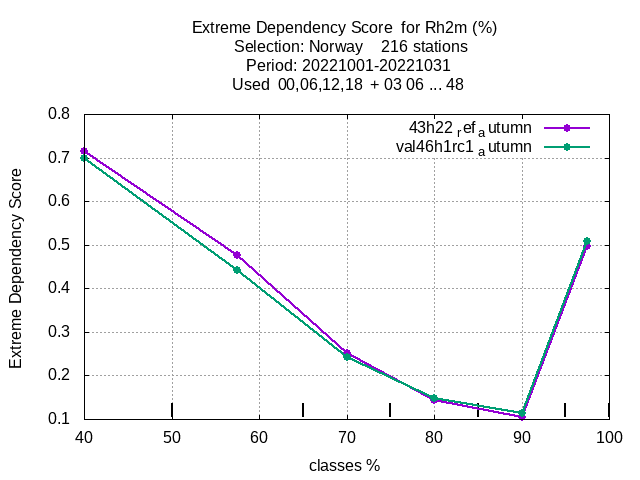 Extreme Dependency Score  for Rh2m (%)
Selection: Norway    216 stations
Period: 20221001-20221031
Used  00,06,12,18  + 03 06 ... 48
43h22 ref a utumn
val46h1rc1 a utumn
Extreme Dependency Score
0.8
0.7
0.6
0.5
0.4
0.3
0.2
0.1
40 50 60 70 80 90 100
classes %